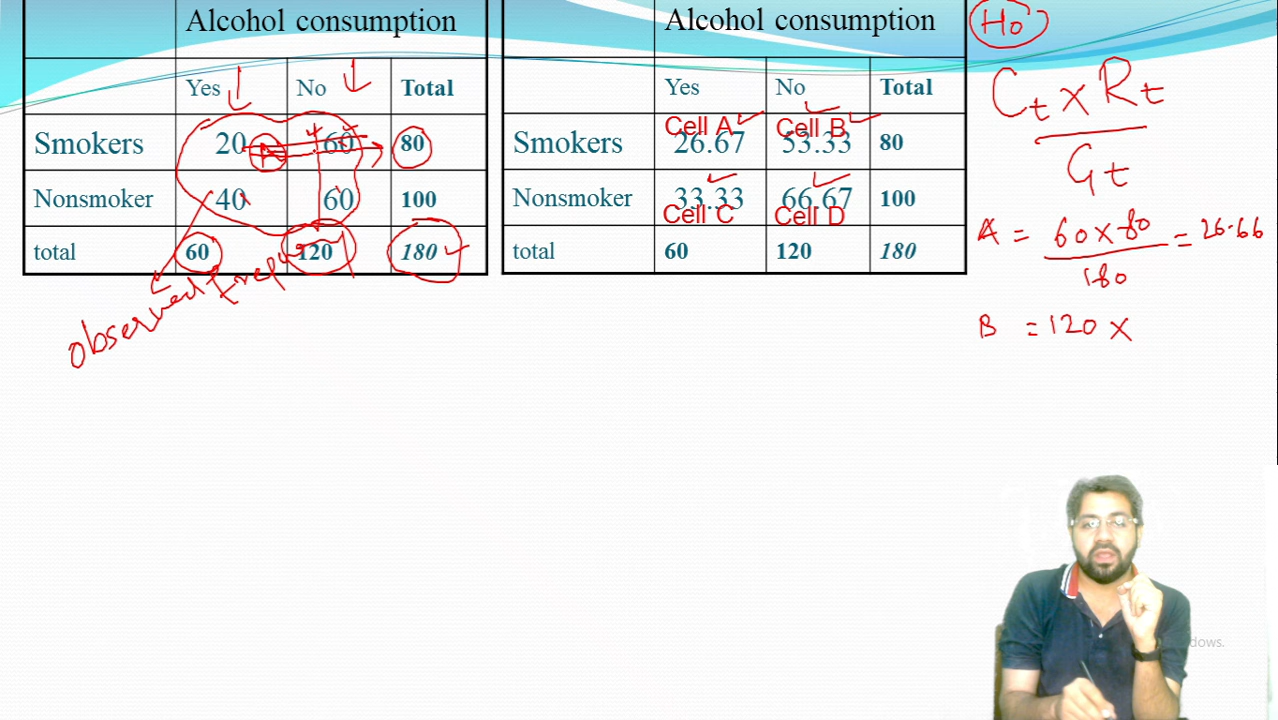 Alcohol consumption
Yes No Total
Smokers 20 60 80
Nonsmoker 40 60 100
total 60 120 180
observed freq
Alcohol consumption
Yes No Total
Cell A Cell B
Smokers 26.67 53.33 80
Nonsmoker 33.33 66.67 100
Cell C Cell D
total 60 120 180
Ho
Ct x Rt
Gt
A = 60 x 80 = 26.66
180
B = 120 x
dows.